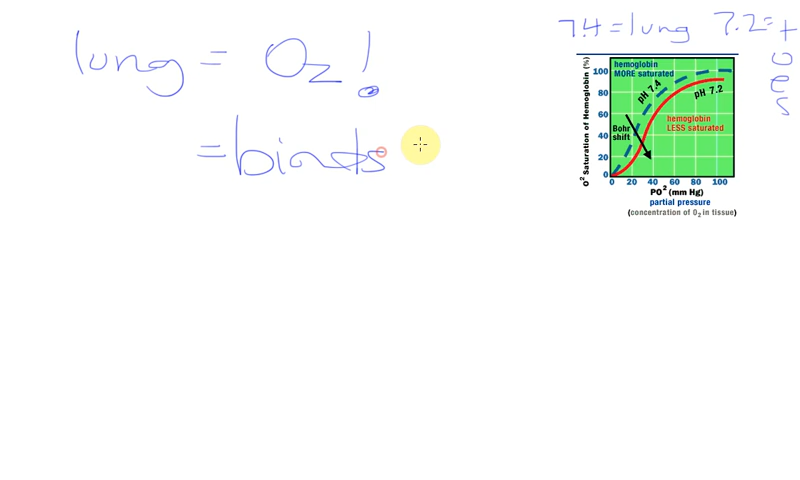 7.4 = lung 7.2 = toes
lung = O2!
= binds
hemoglobin
MORE saturated
pH 7.4
pH 7.2
hemoglobin
LESS saturated
Bohr
shift
O2 Saturation of Hemoglobin (%)
100
80
60
40
20
0
0 20 40 60 80 100
PO2 (mm Hg)
partial pressure
(concentration of O2 in tissue)